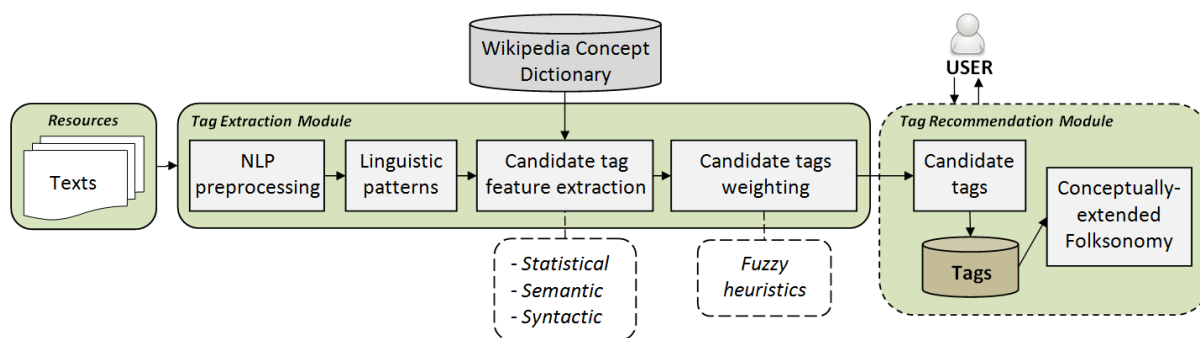 Wikipedia Concept
Dictionary
USER
Resources
Texts
Tag Extraction Module
NLP
preprocessing
Linguistic
patterns
Candidate tag
feature extraction
Candidate tags
weighting
- Statistical
- Semantic
- Syntactic
Fuzzy
heuristics
Tag Recommendation Module
Candidate
tags
Tags
Conceptually-
extended
Folksonomy